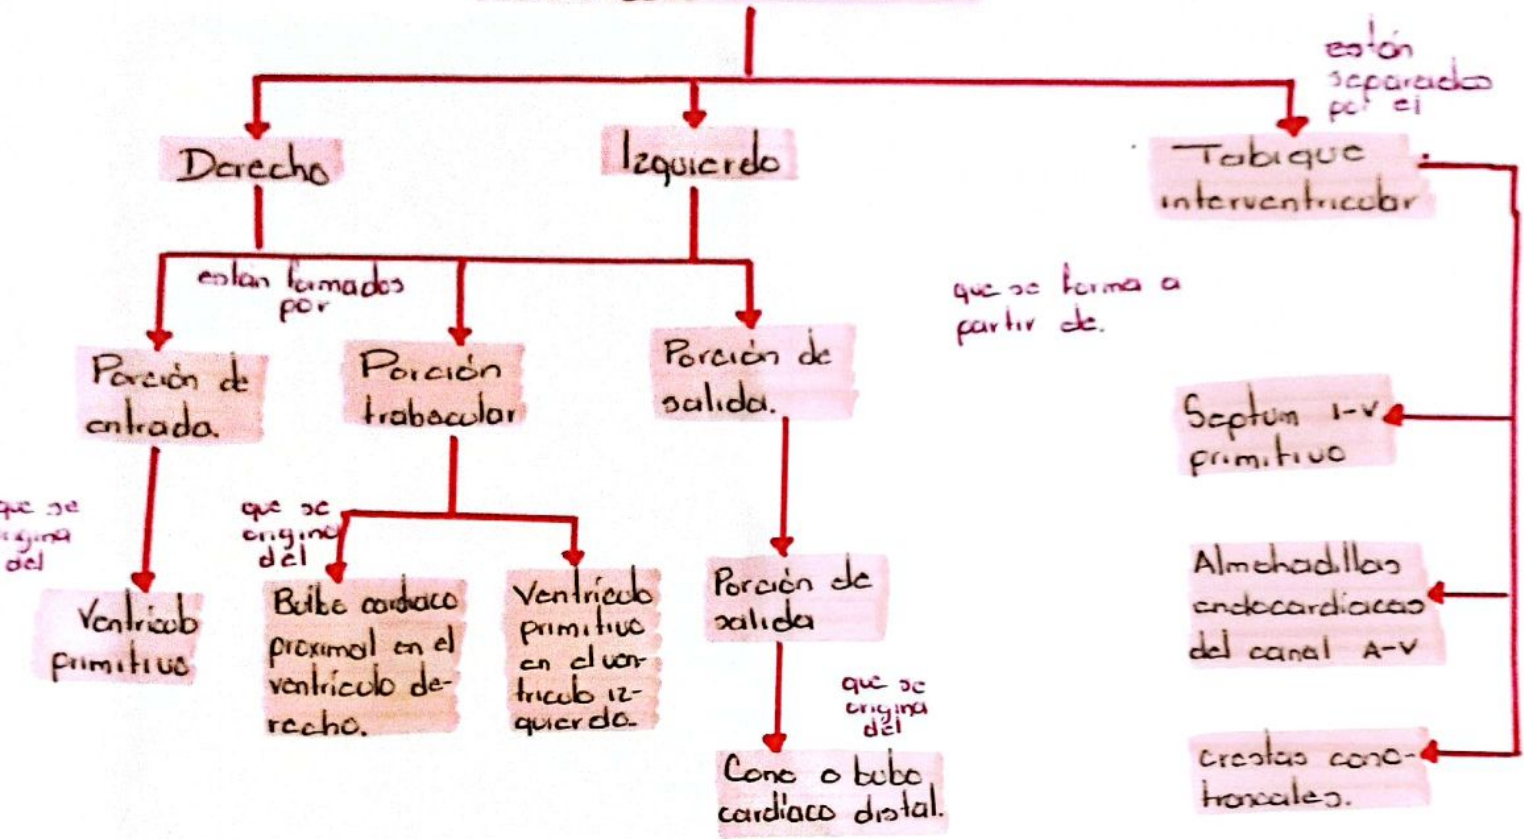 están
separados
por el
Derecho
Izquierdo
Tabique
interventricular
están formados
por
que se forma a
partir de.
Porción de
entrada.
Porción
trabecular
Porción de
salida.
Septum I-V
primitivo
que se
origina
del
que se
origina
del
Ventrículo
primitivo
Bulbo cardiaco
proximal en el
ventrículo de-
recho.
Ventrículo
primitivo
en el ven-
trículo iz-
quierdo.
Porción de
salida
Almohadillas
endocardíacas
del canal A-V
que se
origina
del
Cono o bubo
cardíaco distal.
Crestas cono-
troncales.